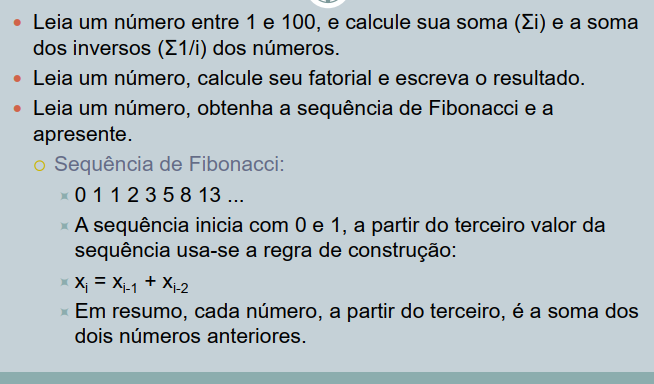 • Leia um número entre 1 e 100, e calcule sua soma (Σi) e a soma
dos inversos (Σ1/i) dos números.
• Leia um número, calcule seu fatorial e escreva o resultado.
• Leia um número, obtenha a sequência de Fibonacci e a
apresente.
Sequência de Fibonacci:
0 1 1 2 3 5 8 13 ...
A sequência inicia com 0 e 1, a partir do terceiro valor da
sequência usa-se a regra de construção:
xᵢ = xᵢ₋₁ + xᵢ₋₂
Em resumo, cada número, a partir do terceiro, é a soma dos
dois números anteriores.